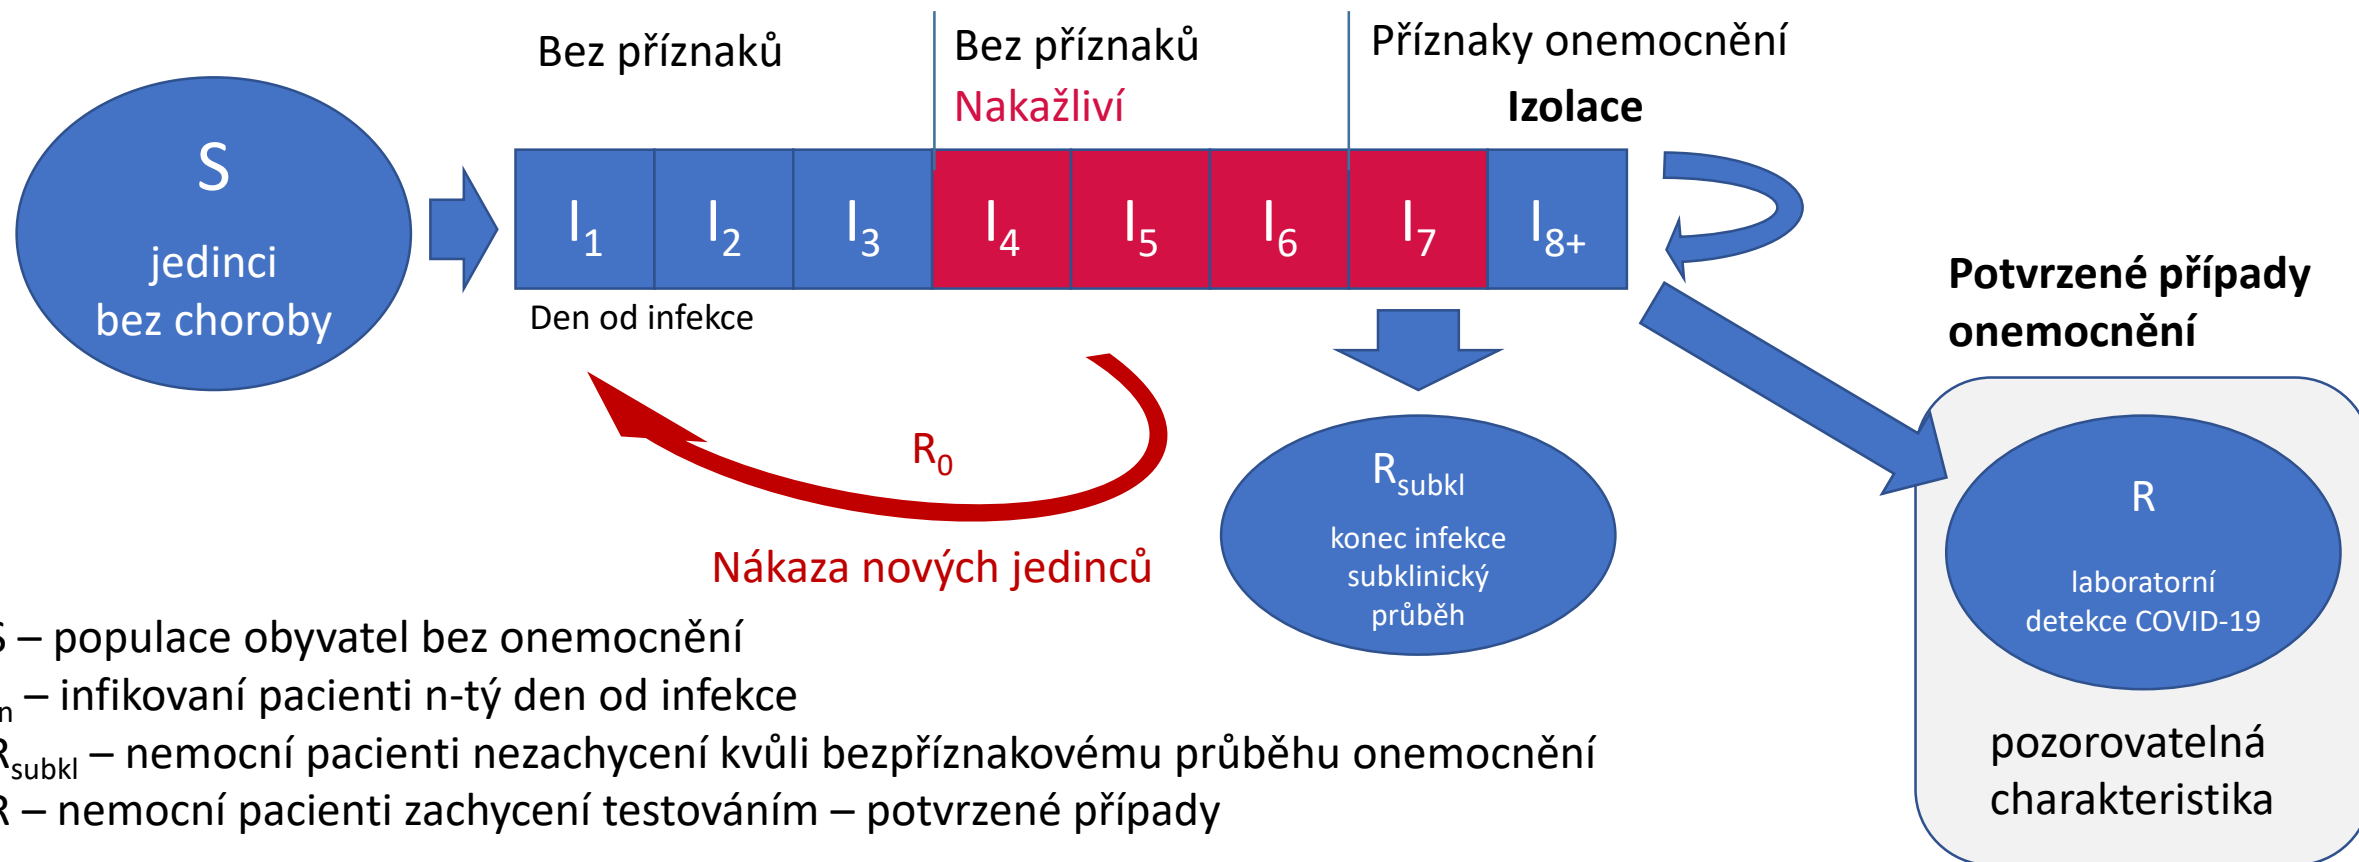 Bez příznaků
Bez příznaků
Nakažliví
Příznaky onemocnění
Izolace
S
jedinci
bez choroby
I1 I2 I3 I4 I5 I6 I7 I8+
Den od infekce
Potvrzené případy
onemocnění
R0
Nákaza nových jedinců
Rsubkl
konec infekce
subklinický
průběh
R
laboratorní
detekce COVID-19
pozorovatelná
charakteristika
S – populace obyvatel bez onemocnění
n – infikovaní pacienti n-tý den od infekce
Rsubkl – nemocní pacienti nezachycení kvůli bezpříznakovému průběhu onemocnění
R – nemocní pacienti zachycení testováním – potvrzené případy